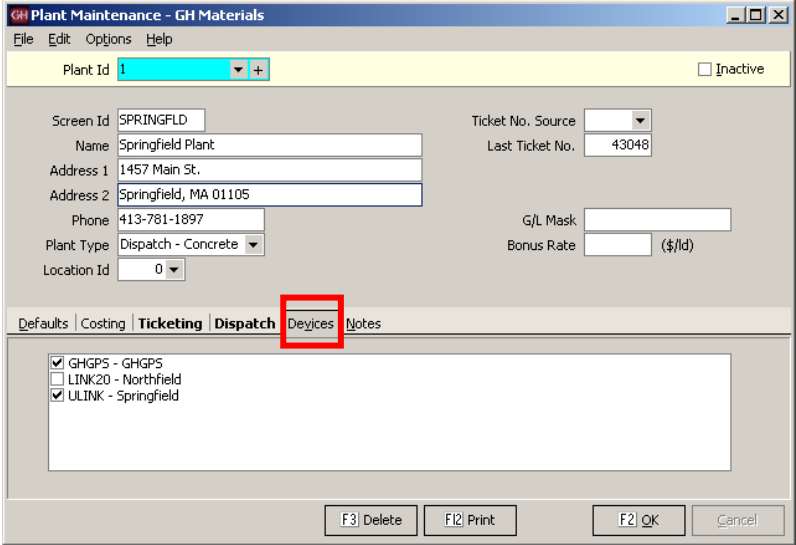 GH Plant Maintenance - GH Materials
File Edit Options Help
Plant Id 1 + Inactive
Screen Id SPRINGFLD Ticket No. Source
Name Springfield Plant Last Ticket No. 43048
Address 1 1457 Main St.
Address 2 Springfield, MA 01105
Phone 413-781-1897 G/L Mask
Plant Type Dispatch - Concrete Bonus Rate ($/ld)
Location Id 0
Defaults Costing Ticketing Dispatch Devices Notes
GHGPS - GHGPS
LINK20 - Northfield
ULINK - Springfield
F3 Delete F12 Print F2 OK Cancel